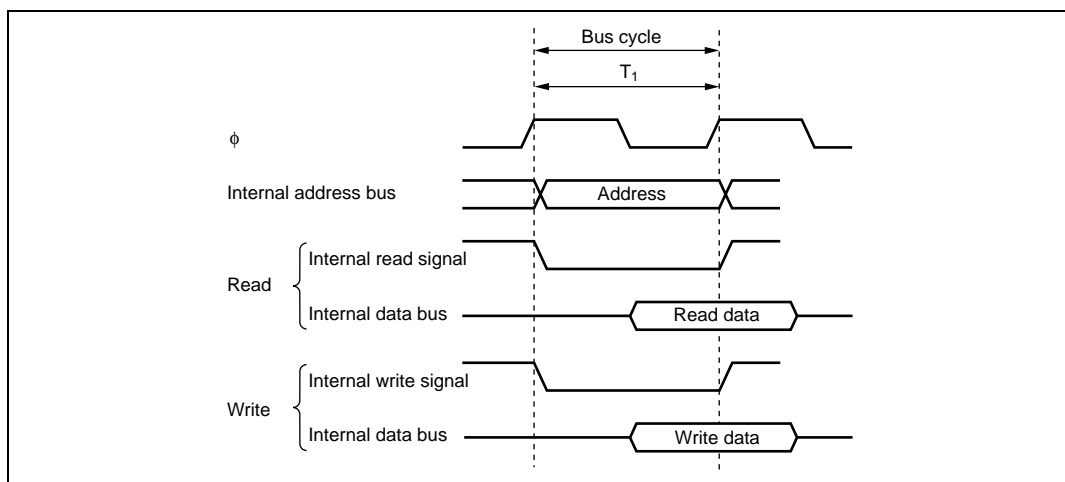 Bus cycle
T₁
ϕ
Internal address bus
Address
Read
Internal read signal
Internal data bus
Read data
Write
Internal write signal
Internal data bus
Write data